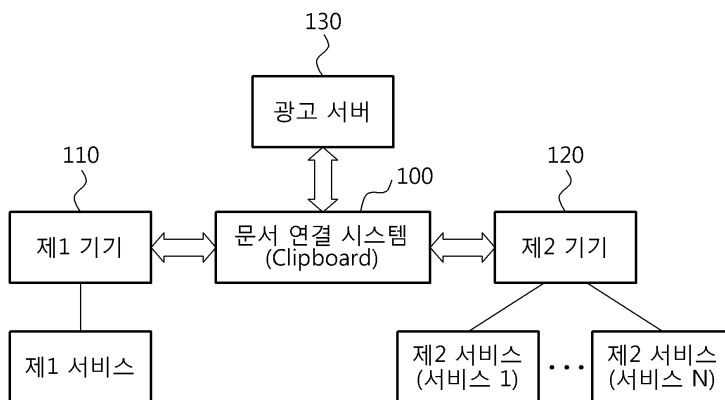 130
광고 서버
110
100
120
제1 기기
문서 연결 시스템
(Clipboard)
제2 기기
제1 서비스
제2 서비스
(서비스 1)
...
제2 서비스
(서비스 N)